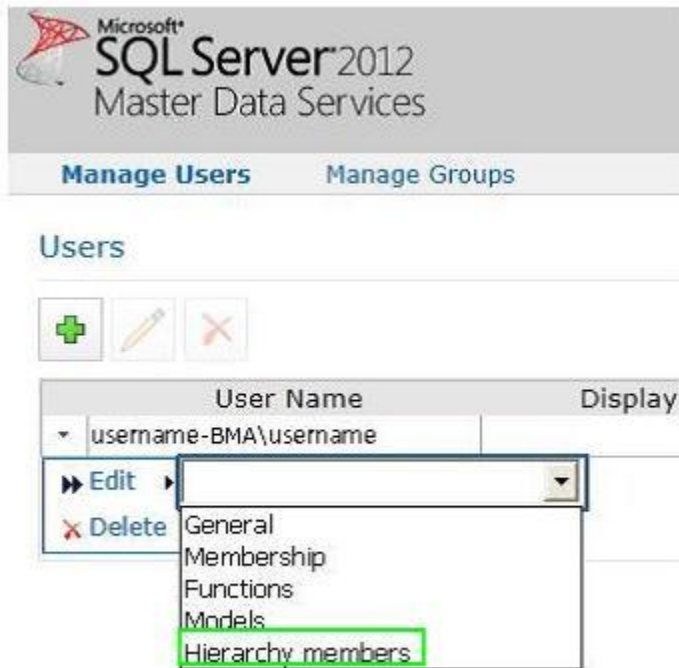 Microsoft
SQL Server 2012
Master Data Services
Manage Users Manage Groups
Users
User Name Display
username-BMA\username
Edit
Delete
General
Membership
Functions
Models
Hierarchy members